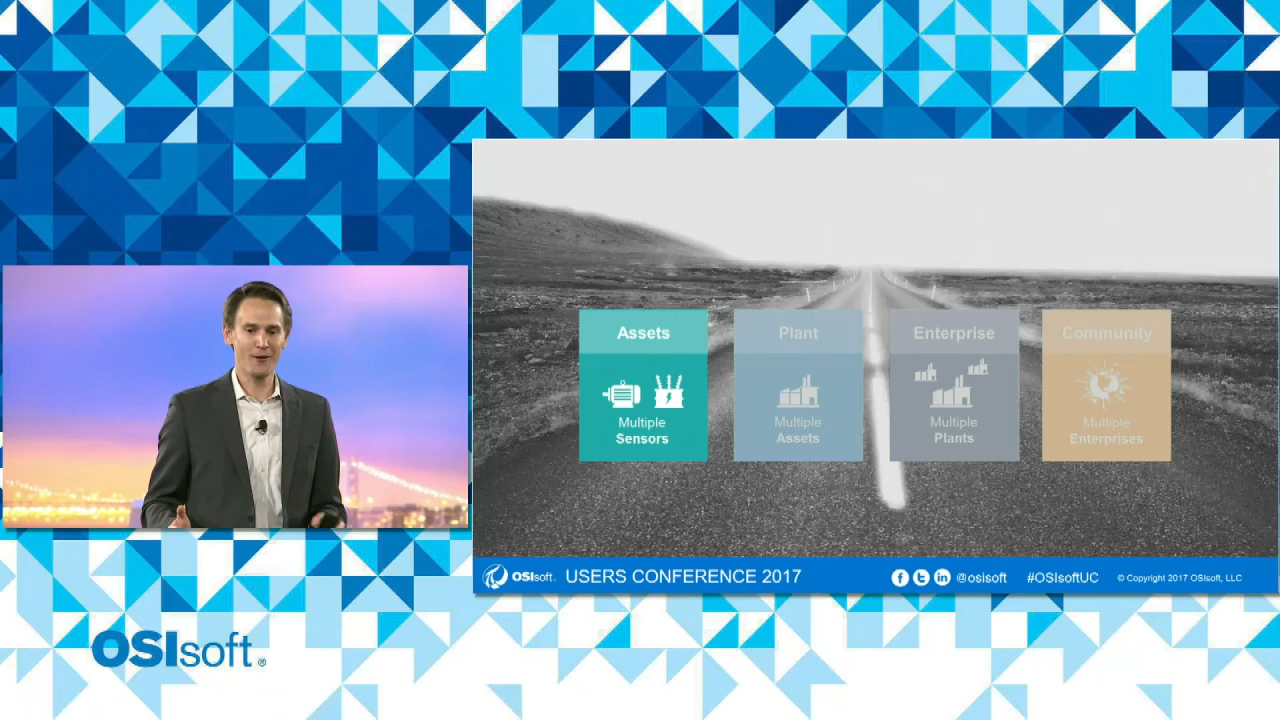 Assets
Multiple
Sensors
Plant
Multiple
Assets
Enterprise
Multiple
Plants
Community
Multiple
Enterprises
OSIsoft. USERS CONFERENCE 2017
@osisoft
#OSIsoftUC
© Copyright 2017 OSIsoft, LLC
OSIsoft®